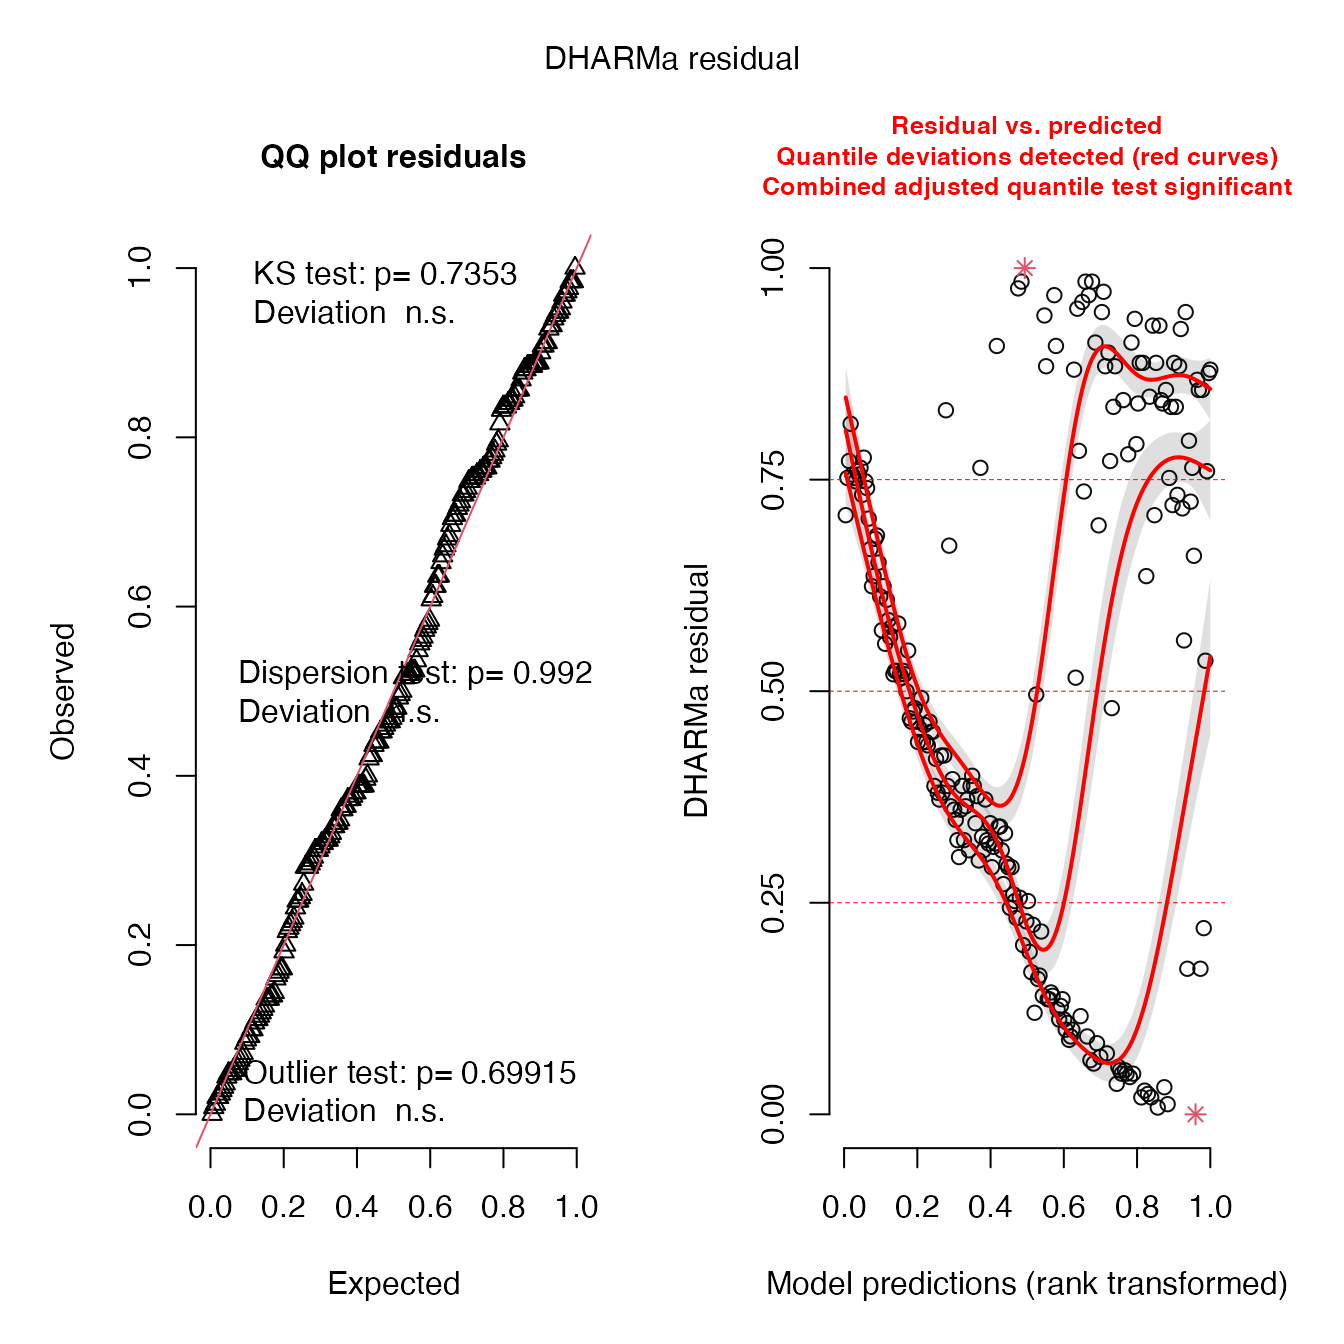 DHARMa residual
QQ plot residuals
KS test: p= 0.7353
Deviation  n.s.
Dispersion test: p= 0.992
Deviation  n.s.
Outlier test: p= 0.69915
Deviation  n.s.
Observed
0.0 0.2 0.4 0.6 0.8 1.0
0.0 0.2 0.4 0.6 0.8 1.0
Expected
Residual vs. predicted
Quantile deviations detected (red curves)
Combined adjusted quantile test significant
DHARMa residual
0.00 0.25 0.50 0.75 1.00
0.0 0.2 0.4 0.6 0.8 1.0
Model predictions (rank transformed)